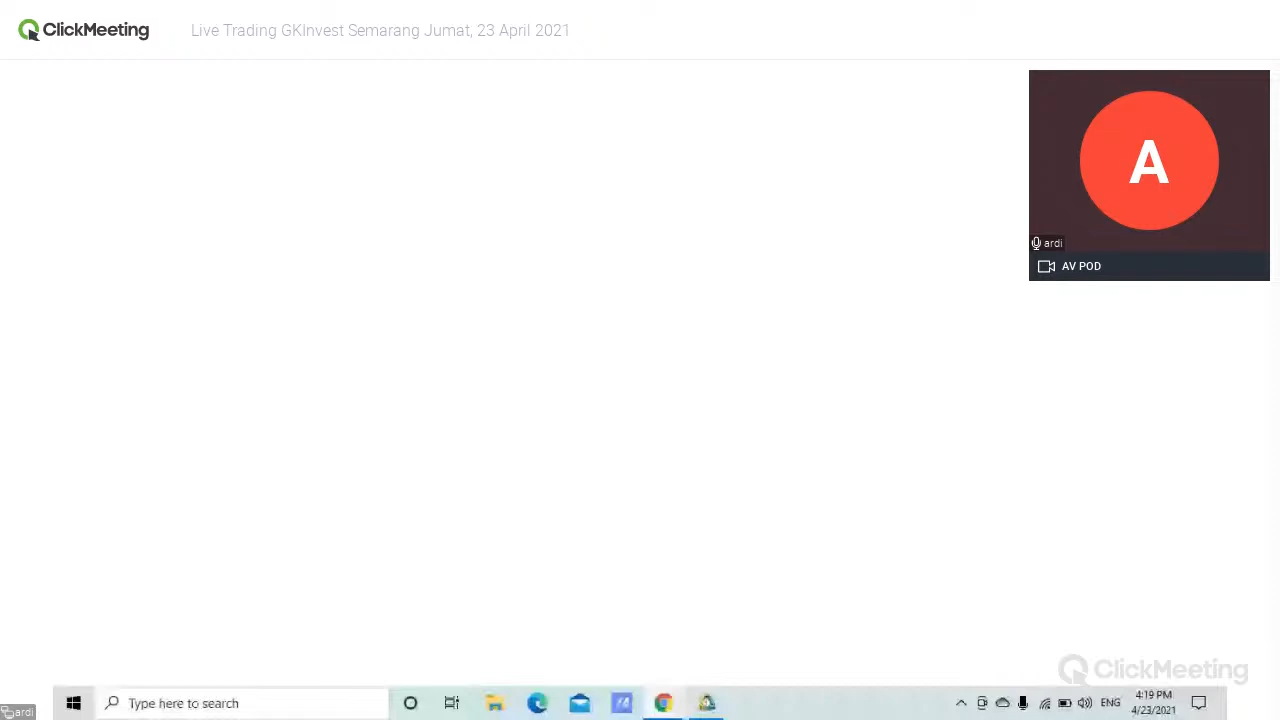 ClickMeeting
Live Trading GKInvest Semarang Jumat, 23 April 2021
A
ardi
AV POD
ClickMeeting
Type here to search
ENG
4:19 PM
4/23/2021
ardi